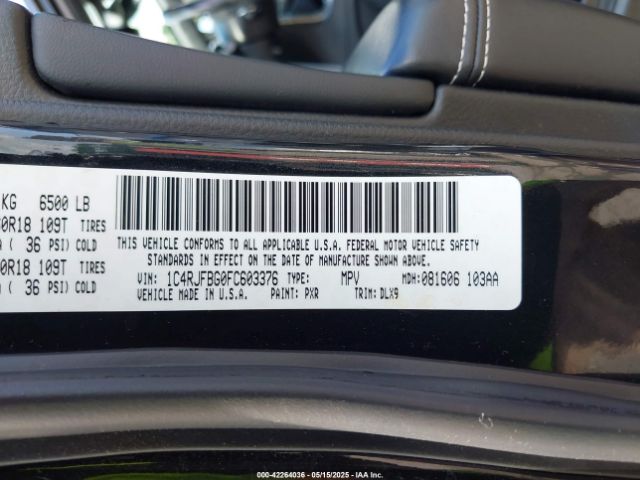 KG 6500 LB
0R18 109T TIRES
( 36 PSI) COLD
0R18 109T TIRES
( 36 PSI) COLD
THIS VEHICLE CONFORMS TO ALL APPLICABLE U.S.A. FEDERAL MOTOR VEHICLE SAFETY
STANDARDS IN EFFECT ON THE DATE OF MANUFACTURE SHOWN ABOVE.
VIN: 1C4RJFBG0FC603376 TYPE: MPV MDH: 081606 103AA
VEHICLE MADE IN U.S.A. PAINT: PXR TRIM: DLX9
000-42264036 - 05/15/2025 - IAAI.COM